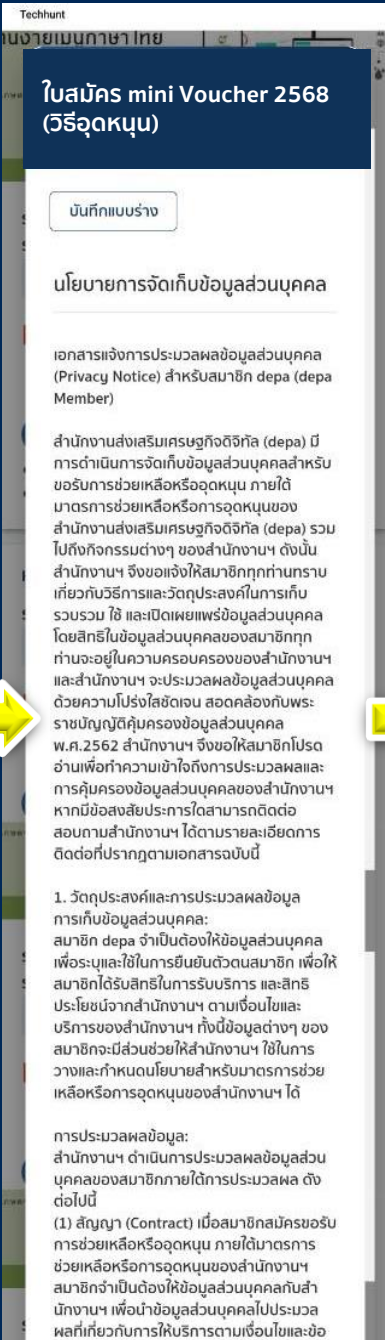 Techhunt
ใบสมัคร mini Voucher 2568
(วิธีอุดหนุน)
บันทึกแบบร่าง
นโยบายการจัดเก็บข้อมูลส่วนบุคคล
เอกสารแจ้งการประมวลผลข้อมูลส่วนบุคคล
(Privacy Notice) สำหรับสมาชิก depa (depa
Member)
สำนักงานส่งเสริมเศรษฐกิจดิจิทัล (depa) มี
การดำเนินการจัดเก็บข้อมูลส่วนบุคคลสำหรับ
ขอรับการช่วยเหลือหรืออุดหนุน ภายใต้
มาตรการช่วยเหลือหรือการอุดหนุนของ
สำนักงานส่งเสริมเศรษฐกิจดิจิทัล (depa) รวม
ไปถึงกิจกรรมต่างๆ ของสำนักงานฯ ดังนั้น
สำนักงานฯ จึงขอแจ้งให้สมาชิกทุกท่านทราบ
เกี่ยวกับวิธีการและวัตถุประสงค์ในการเก็บ
รวบรวม ใช้ และเปิดเผยแพร่ข้อมูลส่วนบุคคล
โดยสิทธิในข้อมูลส่วนบุคคลของสมาชิกทุก
ท่านจะอยู่ในความครอบครองของสำนักงานฯ
และสำนักงานฯ จะประมวลผลข้อมูลส่วนบุคคล
ด้วยความโปร่งใสชัดเจน สอดคล้องกับพระ
ราชบัญญัติคุ้มครองข้อมูลส่วนบุคคล
พ.ศ.2562 สำนักงานฯ จึงขอให้สมาชิกโปรด
อ่านเพื่อทำความเข้าใจถึงการประมวลผลและ
การคุ้มครองข้อมูลส่วนบุคคลของสำนักงานฯ
หากมีข้อสงสัยประการใดสามารถติดต่อ
สอบถามสำนักงานฯ ได้ตามรายละเอียดการ
ติดต่อที่ปรากฏตามเอกสารฉบับนี้
1. วัตถุประสงค์และการประมวลผลข้อมูล
การเก็บข้อมูลส่วนบุคคล:
สมาชิก depa จำเป็นต้องให้ข้อมูลส่วนบุคคล
เพื่อระบุและใช้ในการยืนยันตัวตนสมาชิก เพื่อให้
สมาชิกได้รับสิทธิในการรับบริการ และสิทธิ
ประโยชน์จากสำนักงานฯ ตามเงื่อนไขและ
บริการของสำนักงานฯ ทั้งนี้ข้อมูลต่างๆ ของ
สมาชิกจะมีส่วนช่วยให้สำนักงานฯ ใช้ในการ
วางและกำหนดนโยบายสำหรับมาตรการช่วย
เหลือหรือการอุดหนุนของสำนักงานฯ ได้
การประมวลผลข้อมูล:
สำนักงานฯ ดำเนินการประมวลผลข้อมูลส่วน
บุคคลของสมาชิกภายใต้การประมวลผล ดัง
ต่อไปนี้
(1) สัญญา (Contract) เมื่อสมาชิกสมัครขอรับ
การช่วยเหลือหรืออุดหนุน ภายใต้มาตรการ
ช่วยเหลือหรือการอุดหนุนของสำนักงานฯ
สมาชิกจำเป็นต้องให้ข้อมูลส่วนบุคคลกับสำ
นักงานฯ เพื่อนำข้อมูลส่วนบุคคลไปประมวล
ผลที่เกี่ยวกับการให้บริการตามเงื่อนไขและข้อ